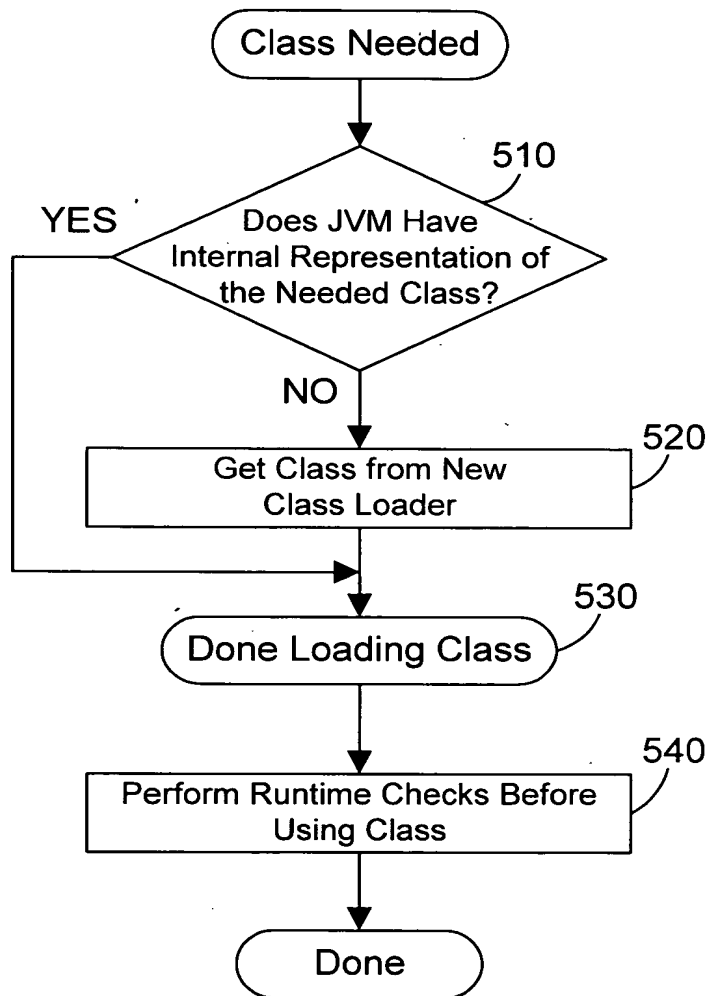 Class Needed
510
YES
Does JVM Have
Internal Representation of
the Needed Class?
NO
520
Get Class from New
Class Loader
530
Done Loading Class
540
Perform Runtime Checks Before
Using Class
Done